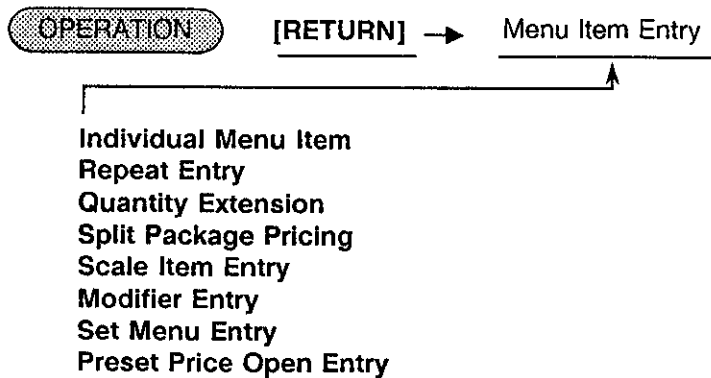 OPERATION [RETURN] Menu Item Entry
Individual Menu Item
Repeat Entry
Quantity Extension
Split Package Pricing
Scale Item Entry
Modifier Entry
Set Menu Entry
Preset Price Open Entry